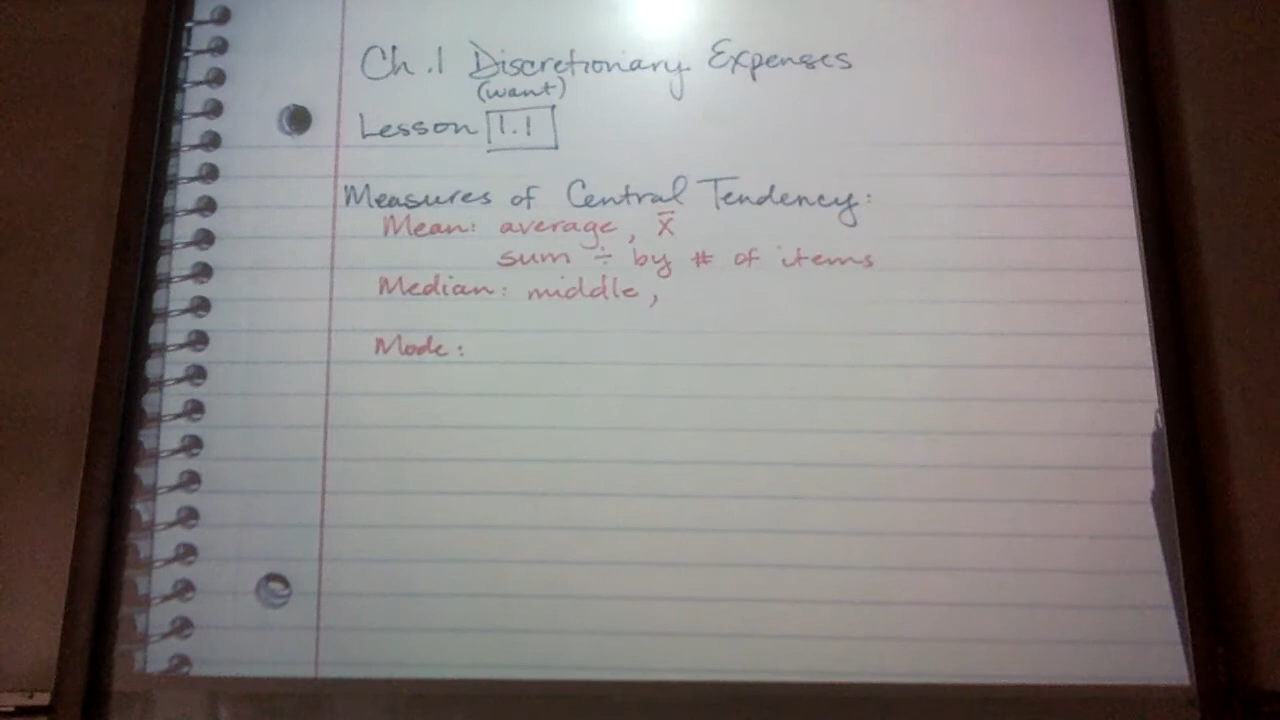 Ch.1 Discretionary Expenses
(want)
Lesson 1.1
Measures of Central Tendency:
Mean: average, x̄
sum ÷ by # of items
Median: middle,
Mode: